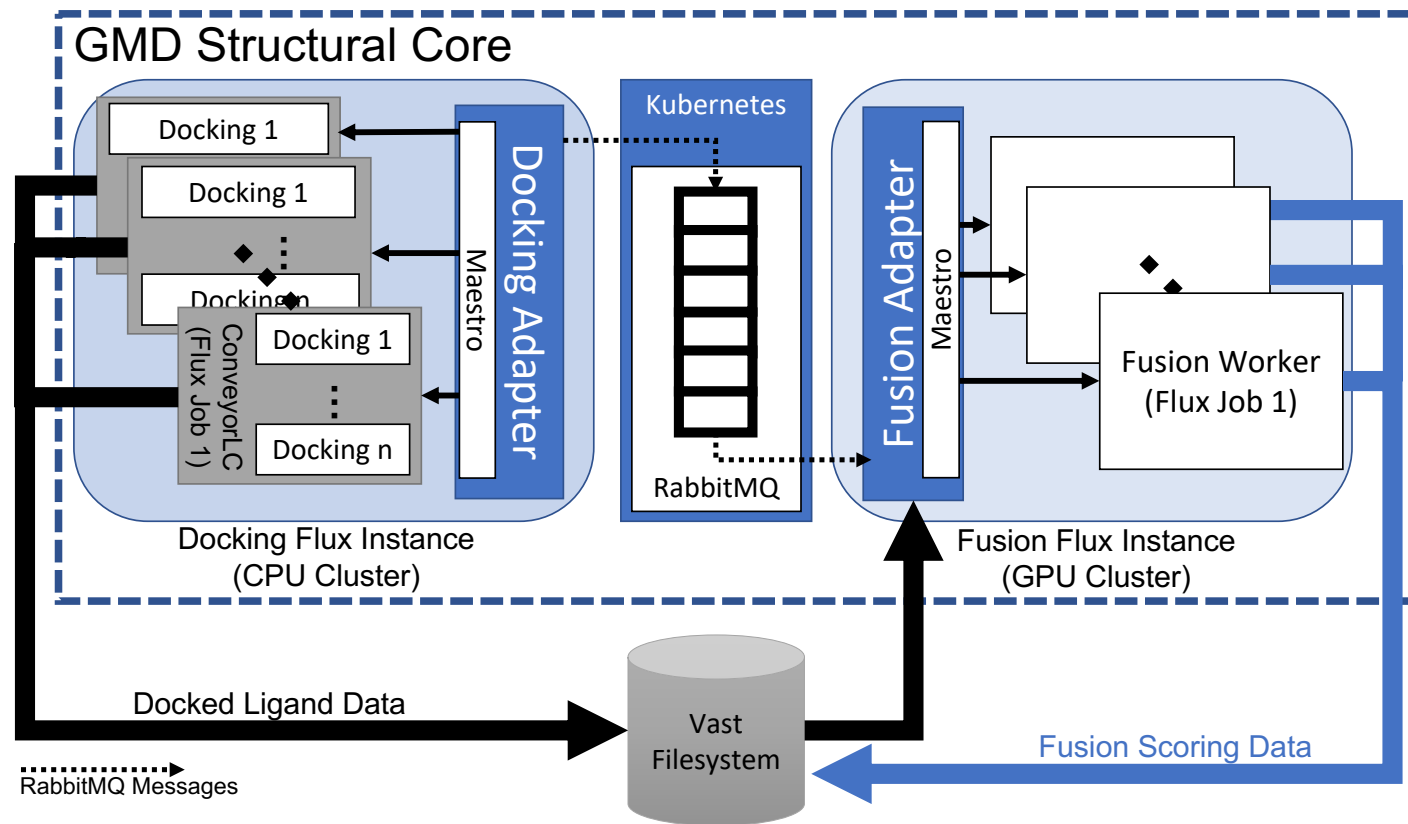 GMD Structural Core
Docking 1
Docking 1
Docking n
ConveyorLC
(Flux Job 1)
Docking 1
Docking n
Maestro
Docking Adapter
Docking Flux Instance
(CPU Cluster)
Kubernetes
RabbitMQ
Fusion Adapter
Maestro
Fusion Worker
(Flux Job 1)
Fusion Flux Instance
(GPU Cluster)
Docked Ligand Data
Vast
Filesystem
Fusion Scoring Data
RabbitMQ Messages